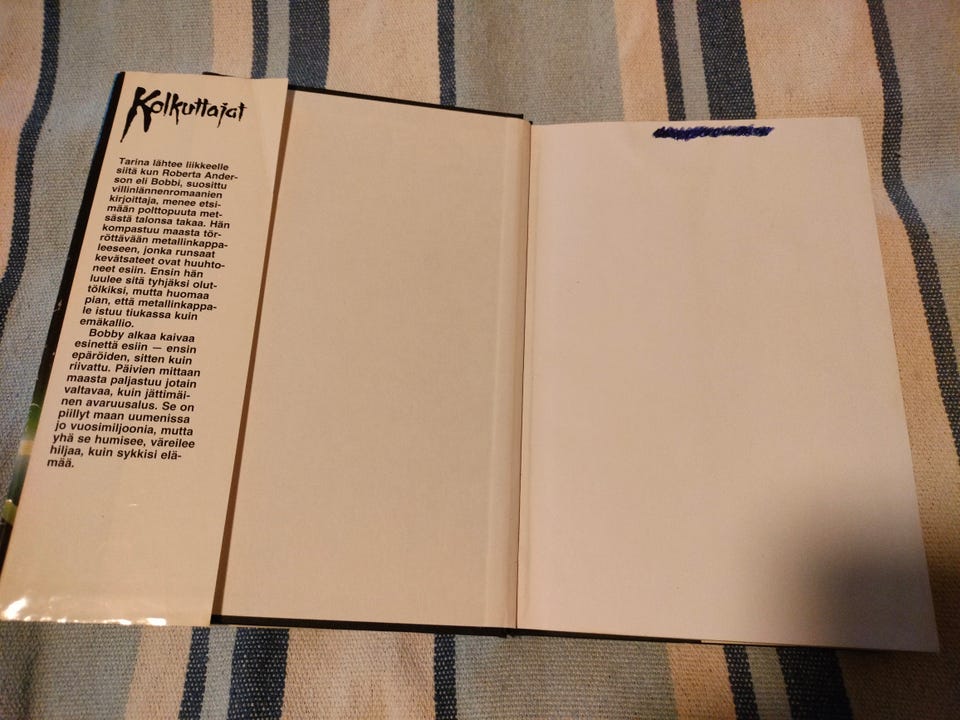 Kolkuttajat
Tarina lähtee liikkeelle
siitä kun Roberta Ander-
son eli Bobbi, suosittu
villinlännenromaanien
kirjoittaja, menee etsi-
mään polttopuuta met-
sästä talonsa takaa. Hän
kompastuu maasta tör-
röttävään metallinkappa-
leeseen, jonka runsaat
kevätsateet ovat huuhto-
neet esiin. Ensin hän
luulee sitä tyhjäksi olut-
tölkiksi, mutta huomaa
pian, että metallinkappa-
le istuu tiukassa kuin
emäkallio.
Bobby alkaa kaivaa
esinettä esiin — ensin
epäröiden, sitten kuin
riivattu. Päivien mittaan
maasta paljastuu jotain
valtavaa, kuin jättimäi-
nen avaruusalus. Se on
piillyt maan uumenissa
jo vuosimiljoonia, mutta
yhä se humisee, väreilee
hiljaa, kuin sykkisi elä-
mää.